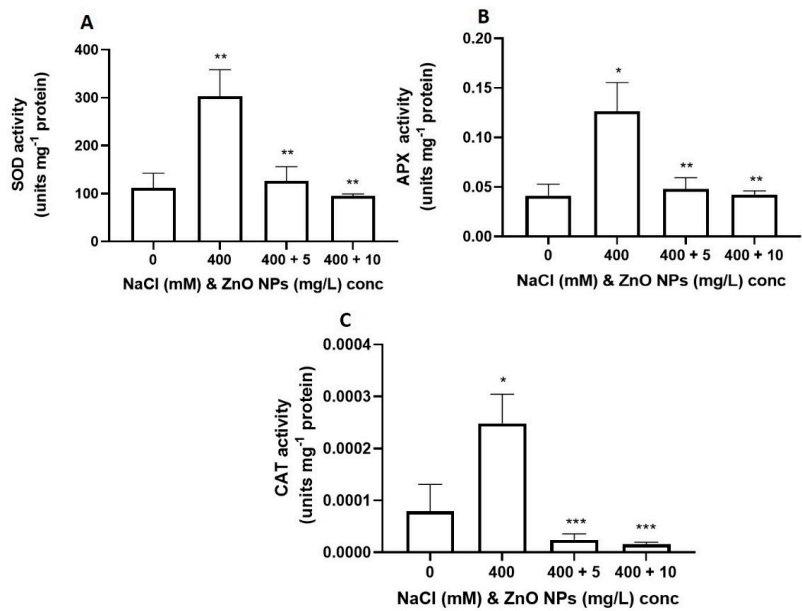 A
SOD activity
(units mg⁻¹ protein)
400
300
200
100
0
**
**
**
0 400 400 + 5 400 + 10
NaCl (mM) & ZnO NPs (mg/L) conc
B
APX activity
(units mg⁻¹ protein)
0.20
0.15
0.10
0.05
0.00
*
**
**
0 400 400 + 5 400 + 10
NaCl (mM) & ZnO NPs (mg/L) conc
C
CAT activity
(units mg⁻¹ protein)
0.0004
0.0003
0.0002
0.0001
0.0000
*
***
***
0 400 400 + 5 400 + 10
NaCl (mM) & ZnO NPs (mg/L) conc